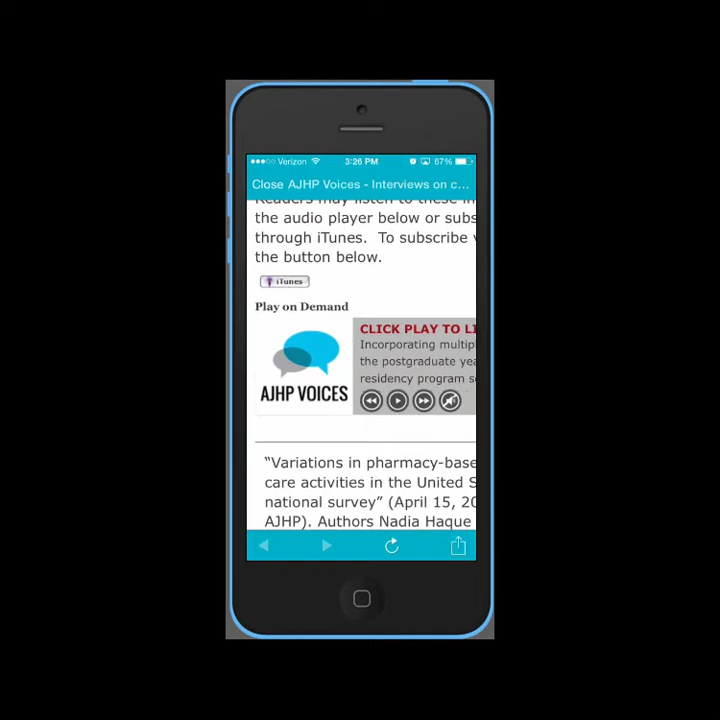 Verizon 3:26 PM 67%
Close AJHP Voices - Interviews on c...
the audio player below or subs
through iTunes. To subscribe
the button below.
iTunes
Play on Demand
CLICK PLAY TO LI
Incorporating multip
the postgraduate yea
residency program s
AJHP VOICES
“Variations in pharmacy-base
care activities in the United S
national survey” (April 15, 20
AJHP). Authors Nadia Haque